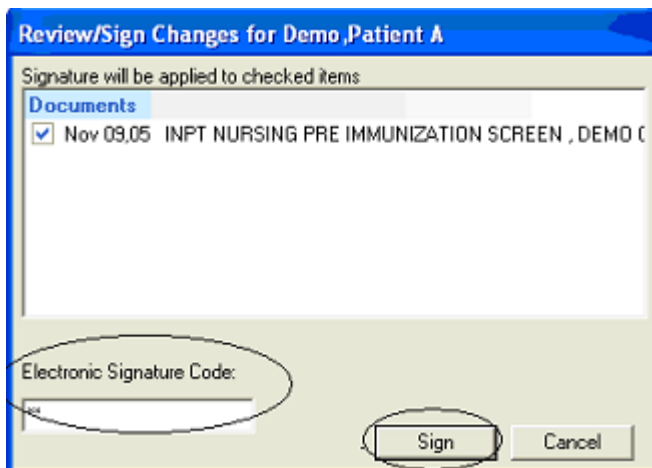 Review/Sign Changes for Demo,Patient A
Signature will be applied to checked items
Documents
Nov 09,05 INPT NURSING PRE IMMUNIZATION SCREEN , DEMO
Electronic Signature Code:
**
Sign Cancel